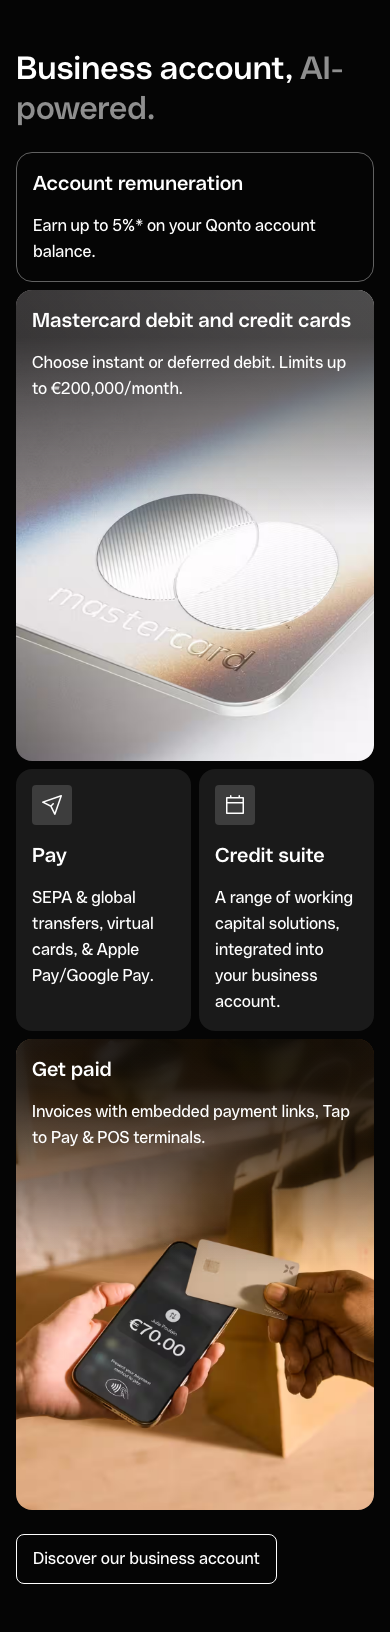 Business account, AI-
powered.
Account remuneration
Earn up to 5%* on your Qonto account
balance.
Mastercard debit and credit cards
Choose instant or deferred debit. Limits up
to €200,000/month.
mastercard
Pay
SEPA & global
transfers, virtual
cards, & Apple
Pay/Google Pay.
Credit suite
A range of working
capital solutions,
integrated into
your business
account.
Get paid
Invoices with embedded payment links, Tap
to Pay & POS terminals.
€70.00
Discover our business account